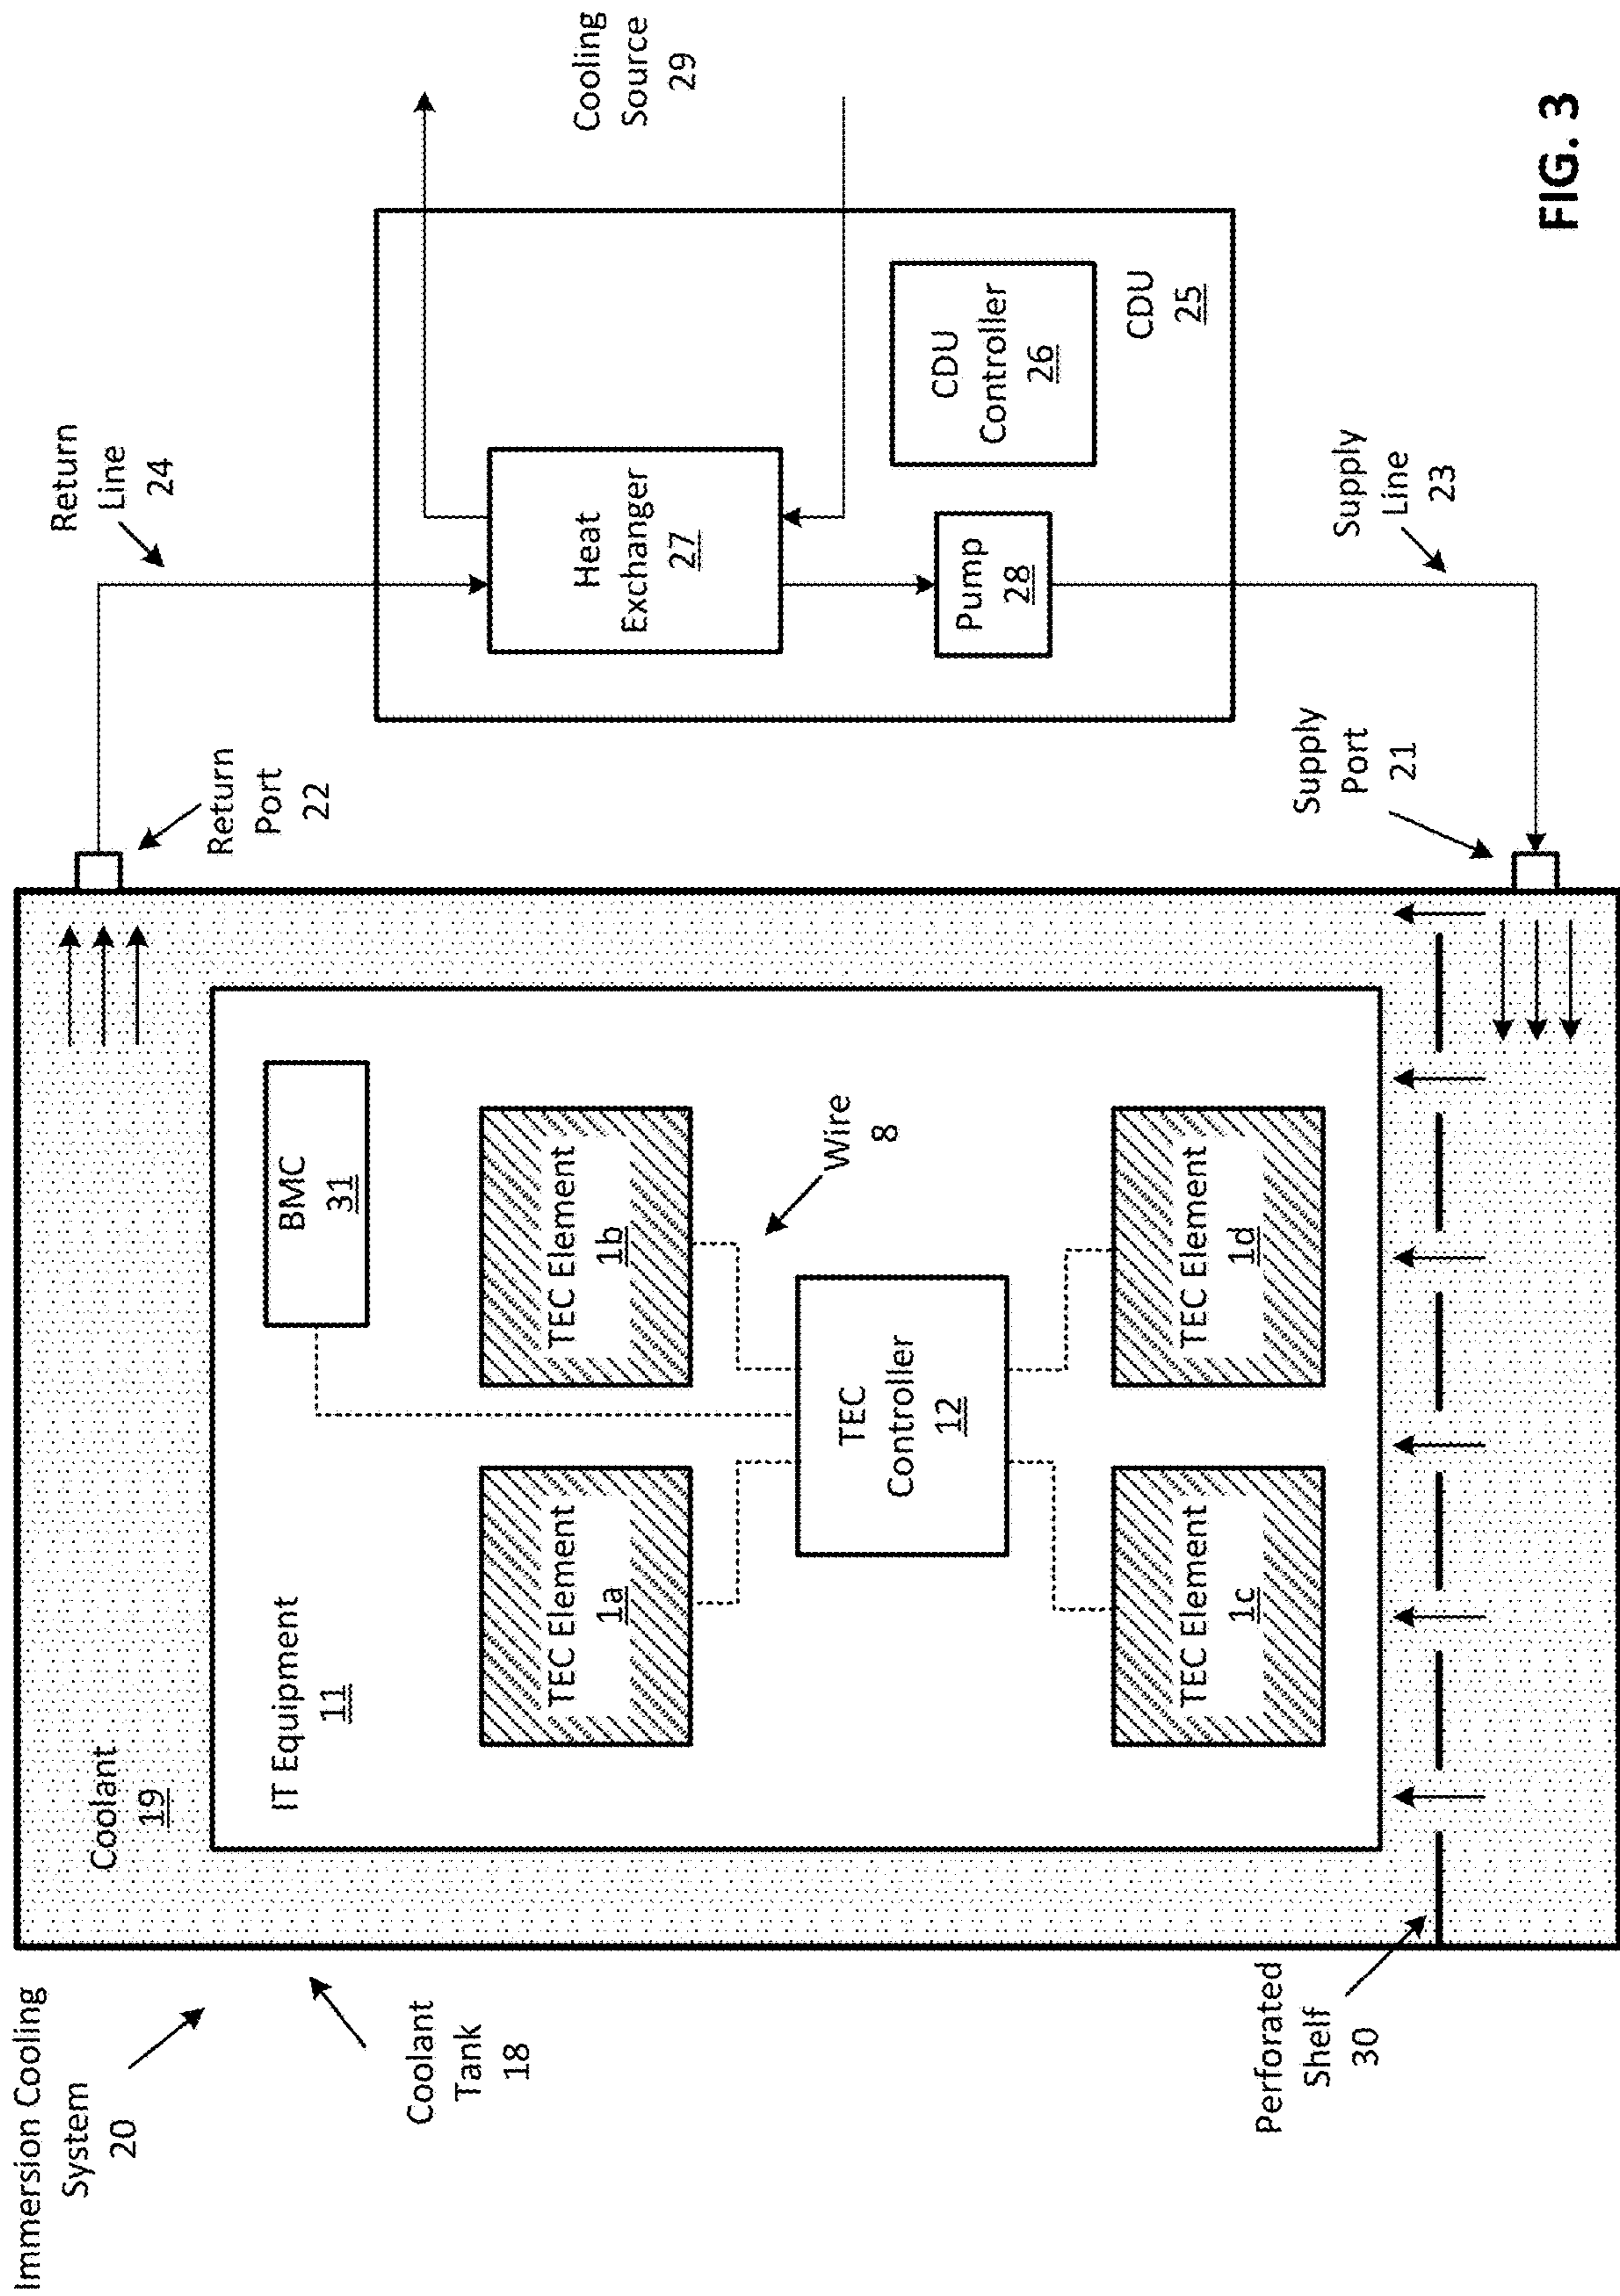 Immersion Cooling
System
20
Coolant
Tank
18
Perforated
Shelf
30
Coolant
19
IT Equipment
11
BMC
31
TEC Element
1a
TEC Element
1b
Wire
8
TEC
Controller
12
TEC Element
1c
TEC Element
1d
Return
Port
22
Return
Line
24
Supply
Port
21
Supply
Line
23
Heat
Exchanger
27
Pump
28
CDU
Controller
26
CDU
25
Cooling
Source
29
FIG. 3